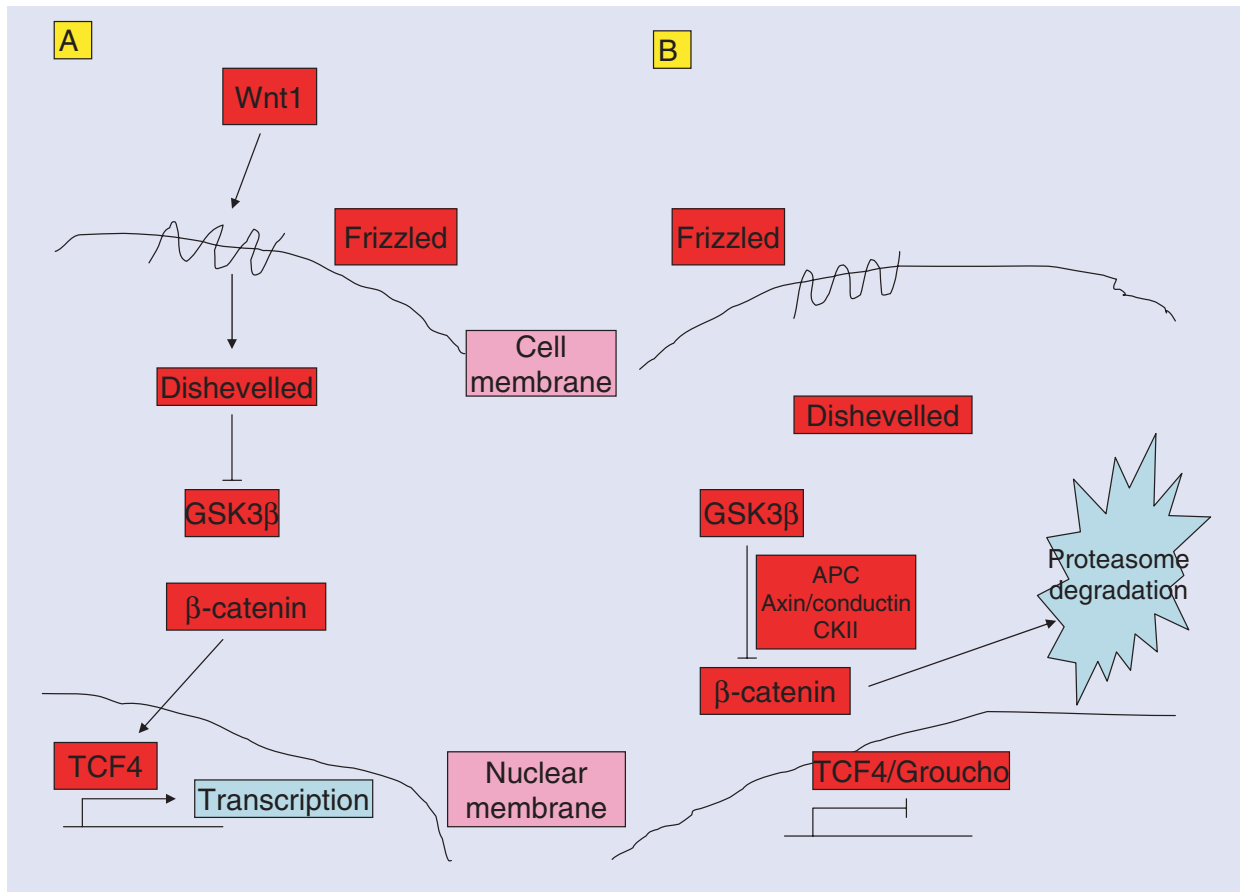 A
Wnt1
Frizzled
Cell
membrane
Dishevelled
GSK3β
β-catenin
TCF4
Transcription
Nuclear
membrane
B
Frizzled
Dishevelled
GSK3β
APC
Axin/conductin
CKII
β-catenin
Proteasome
degradation
TCF4/Groucho